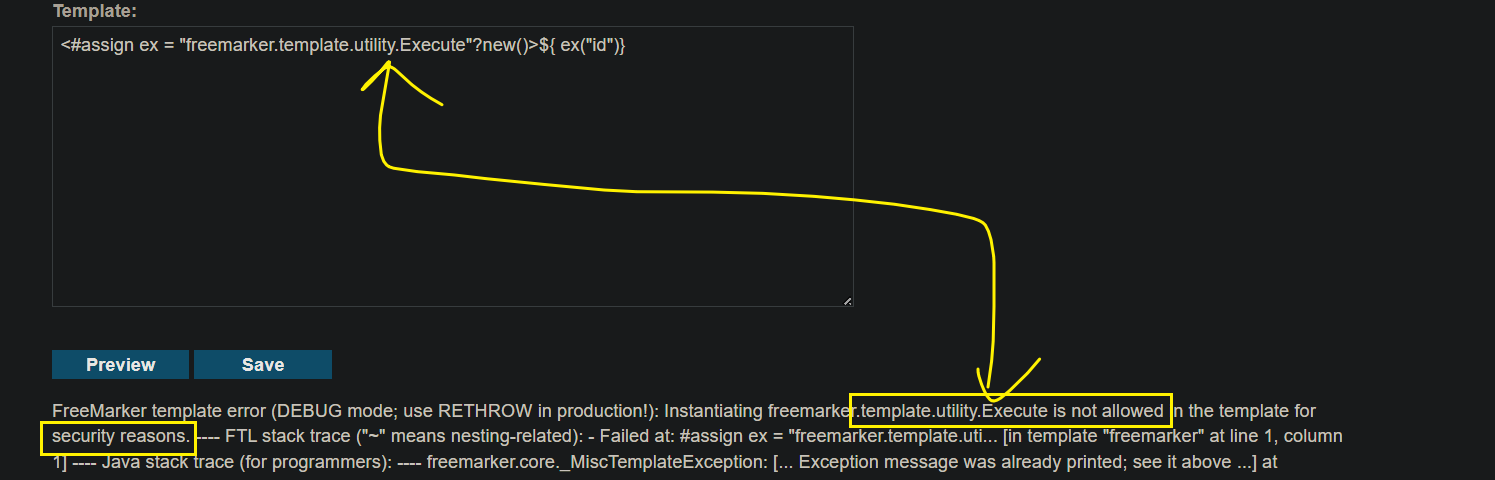 Template:
<#assign ex = "freemarker.template.utility.Execute"?new()>${ ex("id")}
Preview Save
FreeMarker template error (DEBUG mode; use RETHROW in production!): Instantiating freemarker.template.utility.Execute is not allowed in the template for
security reasons. ---- FTL stack trace ("~" means nesting-related): - Failed at: #assign ex = "freemarker.template.uti... [in template "freemarker" at line 1, column
1] ---- Java stack trace (for programmers): ---- freemarker.core._MiscTemplateException: [... Exception message was already printed; see it above ...] at